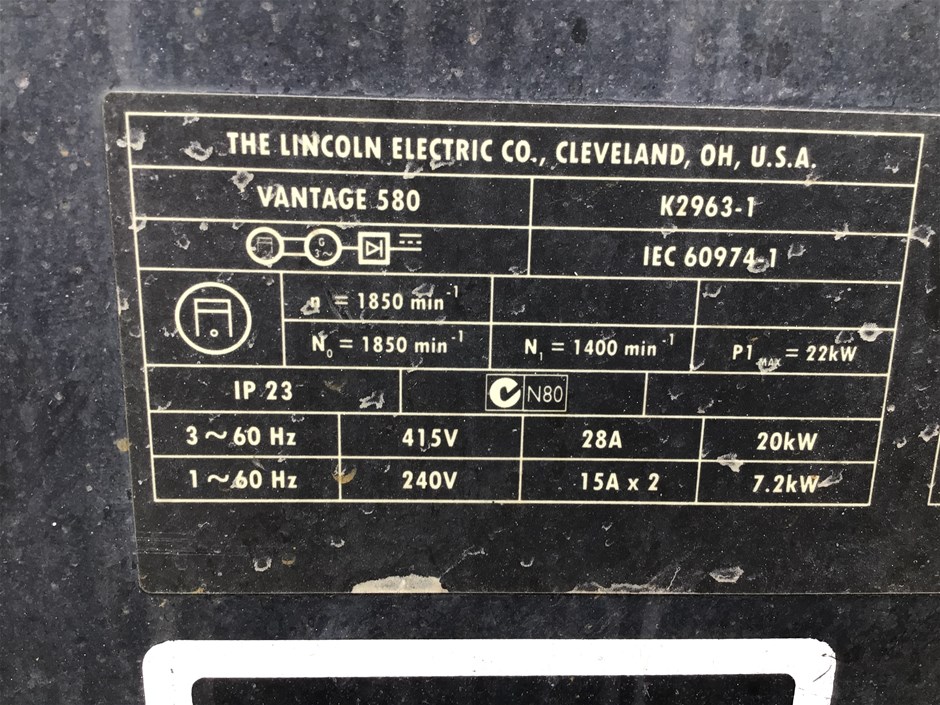 THE LINCOLN ELECTRIC CO., CLEVELAND, OH, U.S.A.
VANTAGE 580 K2963-1
G
3~
IEC 60974-1
n = 1850 min⁻¹
N₀ = 1850 min⁻¹ N₁ = 1400 min⁻¹ P1MAX = 22kW
IP 23 N80
3~60 Hz 415V 28A 20kW
1~60 Hz 240V 15A x 2 7.2kW